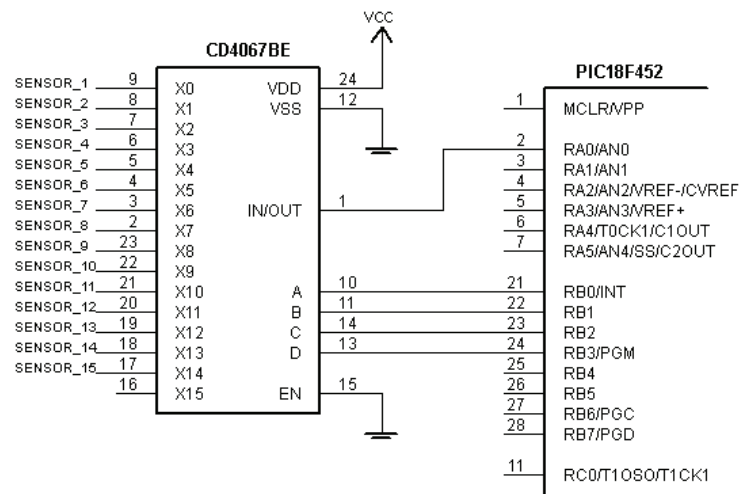 VCC
CD4067BE
PIC18F452
SENSOR_1 9 X0 VDD 24
SENSOR_2 8 X1 VSS 12 1 MCLR/VPP
SENSOR_3 7 X2
SENSOR_4 6 X3 2 RA0/AN0
SENSOR_5 5 X4 3 RA1/AN1
SENSOR_6 4 X5 4 RA2/AN2/VREF-/CVREF
SENSOR_7 3 X6 IN/OUT 1 5 RA3/AN3/VREF+
SENSOR_8 2 X7 6 RA4/T0CK1/C1OUT
SENSOR_9 23 X8 7 RA5/AN4/SS/C2OUT
SENSOR_10 22 X9
SENSOR_11 21 X10 A 10 21 RB0/INT
SENSOR_12 20 X11 B 11 22 RB1
SENSOR_13 19 X12 C 14 23 RB2
SENSOR_14 18 X13 D 13 24 RB3/PGM
SENSOR_15 17 X14 25 RB4
16 X15 EN 15 26 RB5
27 RB6/PGC
28 RB7/PGD
11 RC0/T1OSO/T1CK1